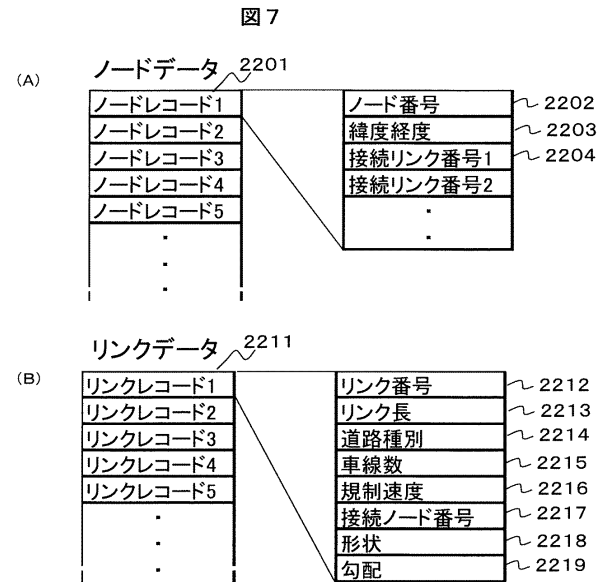 図7
(A)
ノードデータ 2201
ノードレコード1
ノードレコード2
ノードレコード3
ノードレコード4
ノードレコード5
ノード番号 2202
緯度経度 2203
接続リンク番号1 2204
接続リンク番号2
(B)
リンクデータ 2211
リンクレコード1
リンクレコード2
リンクレコード3
リンクレコード4
リンクレコード5
リンク番号 2212
リンク長 2213
道路種別 2214
車線数 2215
規制速度 2216
接続ノード番号 2217
形状 2218
勾配 2219